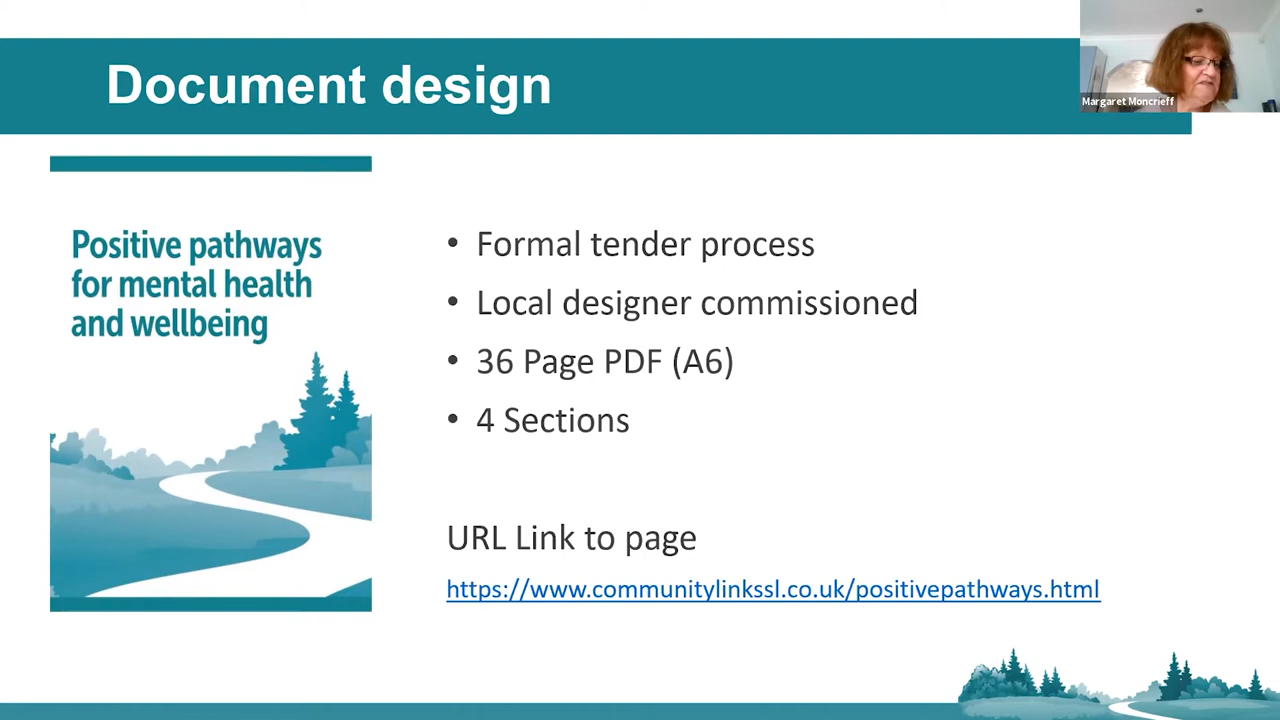 Document design
Margaret Moncrieff
Positive pathways
for mental health
and wellbeing
• Formal tender process
• Local designer commissioned
• 36 Page PDF (A6)
• 4 Sections
URL Link to page
https://www.communitylinkssl.co.uk/positivepathways.html